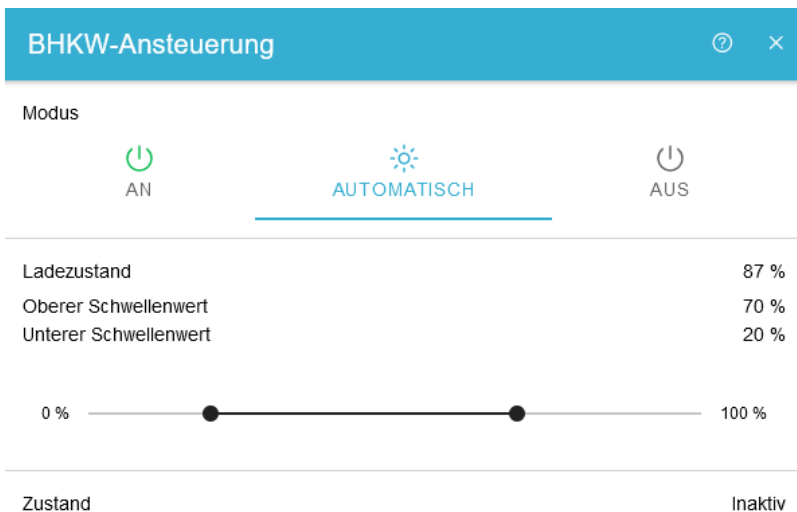 BHKW-Ansteuerung
Modus
AN AUTOMATISCH AUS
Ladezustand 87 %
Oberer Schwellenwert 70 %
Unterer Schwellenwert 20 %
0 % 100 %
Zustand Inaktiv